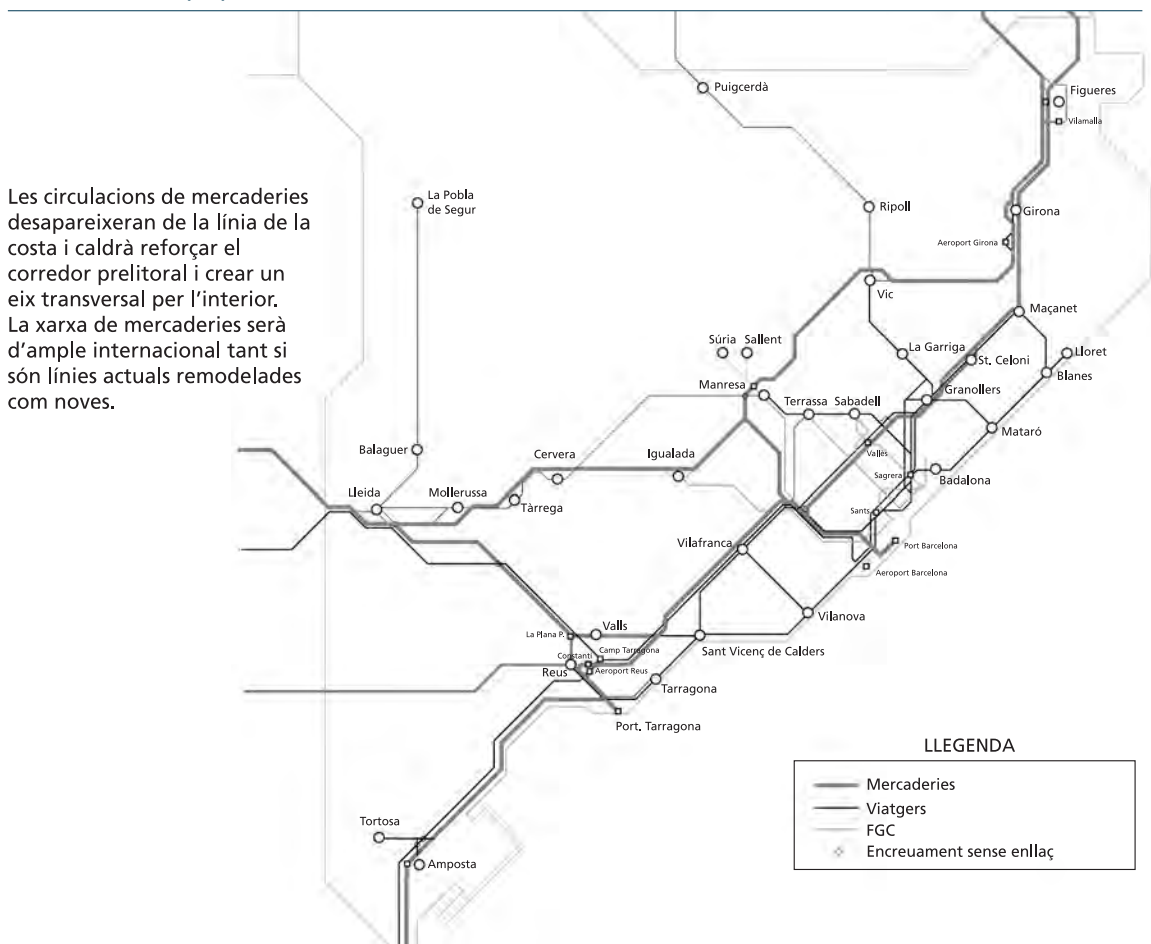 Les circulacions de mercaderies
desapareixeran de la línia de la
costa i caldrà reforçar el
corredor prelitoral i crear un
eix transversal per l'interior.
La xarxa de mercaderies serà
d'ample internacional tant si
són línies actuals remodelades
com noves.
Puigcerdà
Figueres
Vilamalla
La Pobla
de Segur
Ripoll
Girona
Aeroport Girona
Vic
Maçanet
Súria
Sallent
La Garriga
St. Celoni
Lloret
Blanes
Manresa
Granollers
Terrassa
Sabadell
Mataró
Vallès
Balaguer
Cervera
Igualada
Sagrera
Badalona
Lleida
Mollerussa
Tàrrega
Sants
Vilafranca
Port Barcelona
Aeroport Barcelona
Vilanova
La Plana P.
Valls
Sant Vicenç de Calders
Constantí
Camp Tarragona
Reus
Aeroport Reus
Tarragona
Port. Tarragona
Tortosa
Amposta
LLEGENDA
Mercaderies
Viatgers
FGC
Encreuament sense enllaç